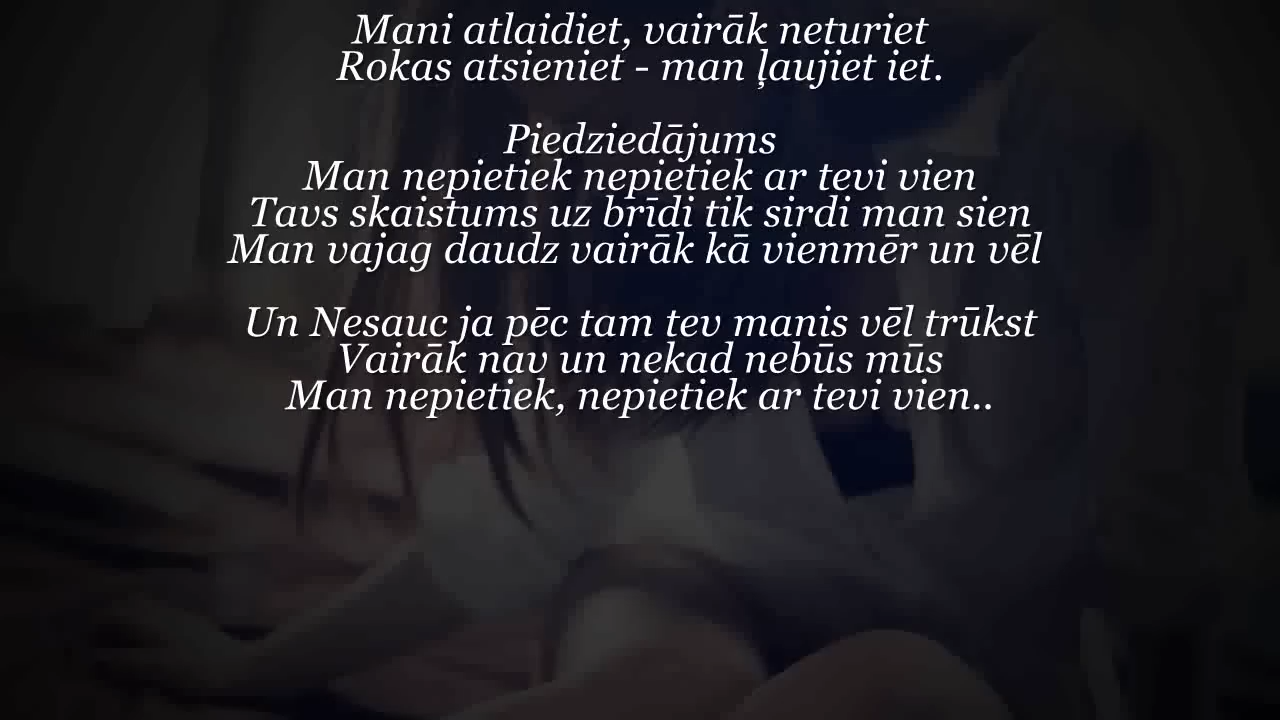 Mani atlaidiet, vairāk neturiet
Rokas atsieniet - man ļaujiet iet.
Piedziedājums
Man nepietiek nepietiek ar tevi vien
Tavs skaistums uz brīdi tik sirdi man sien
Man vajag daudz vairāk kā vienmēr un vēl
Un Nesauc ja pēc tam tev manis vēl trūkst
Vairāk nav un nekad nebūs mūs
Man nepietiek, nepietiek ar tevi vien..